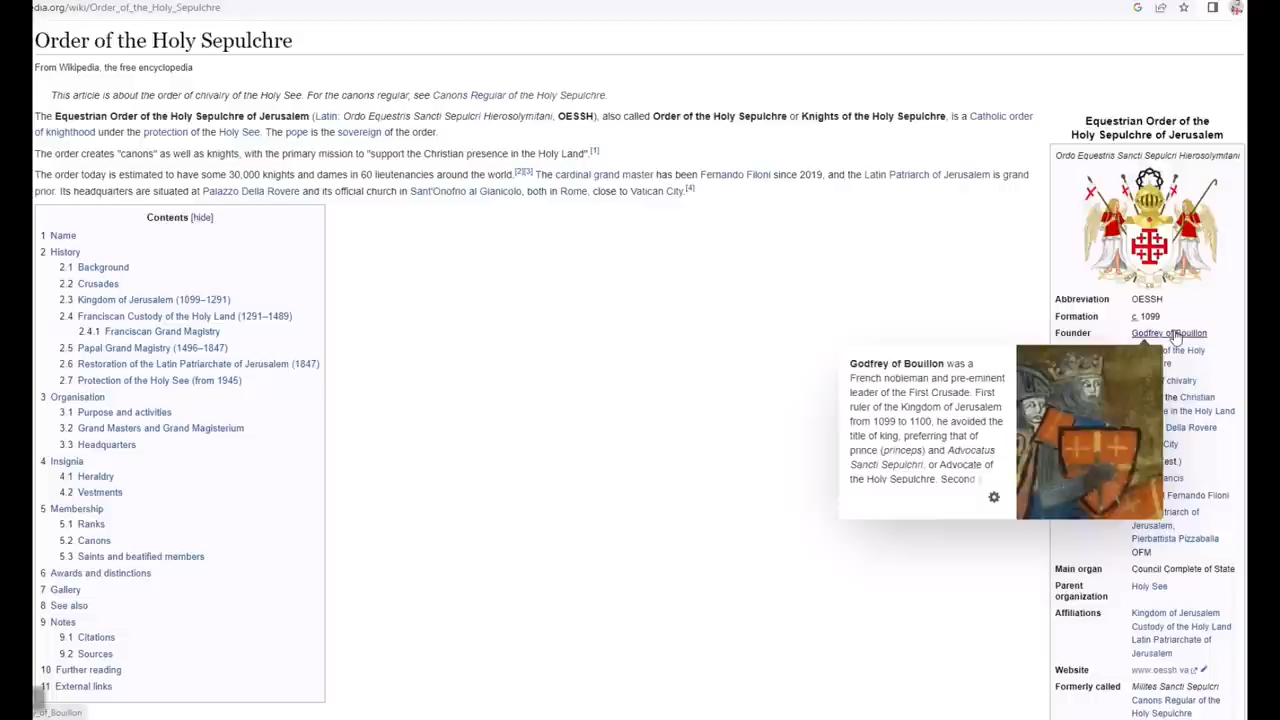 dia.org/wiki/Order_of_the_Holy_Sepulchre
Order of the Holy Sepulchre
From Wikipedia, the free encyclopedia
This article is about the order of chivalry of the Holy See. For the canons regular, see Canons Regular of the Holy Sepulchre.
The Equestrian Order of the Holy Sepulchre of Jerusalem (Latin: Ordo Equestris Sancti Sepulcri Hierosolymitani, OESSH), also called Order of the Holy Sepulchre or Knights of the Holy Sepulchre, is a Catholic order
of knighthood under the protection of the Holy See. The pope is the sovereign of the order.
The order creates "canons" as well as knights, with the primary mission to "support the Christian presence in the Holy Land".[1]
The order today is estimated to have some 30,000 knights and dames in 60 lieutenancies around the world.[2][3] The cardinal grand master has been Fernando Filoni since 2019, and the Latin Patriarch of Jerusalem is grand
prior. Its headquarters are situated at Palazzo Della Rovere and its official church in Sant'Onofrio al Gianicolo, both in Rome, close to Vatican City.[4]
Contents [hide]
1 Name
2 History
2.1 Background
2.2 Crusades
2.3 Kingdom of Jerusalem (1099–1291)
2.4 Franciscan Custody of the Holy Land (1291–1489)
2.4.1 Franciscan Grand Magistry
2.5 Papal Grand Magistry (1496–1847)
2.6 Restoration of the Latin Patriarchate of Jerusalem (1847)
2.7 Protection of the Holy See (from 1945)
3 Organisation
3.1 Purpose and activities
3.2 Grand Masters and Grand Magisterium
3.3 Headquarters
4 Insignia
4.1 Heraldry
4.2 Vestments
5 Membership
5.1 Ranks
5.2 Canons
5.3 Saints and beatified members
6 Awards and distinctions
7 Gallery
8 See also
9 Notes
9.1 Citations
9.2 Sources
10 Further reading
11 External links
y_of_Bouillon
Godfrey of Bouillon was a
French nobleman and pre-eminent
leader of the First Crusade. First
ruler of the Kingdom of Jerusalem
from 1099 to 1100, he avoided the
title of king, preferring that of
prince (princeps) and Advocatus
Sancti Sepulchri, or Advocate of
the Holy Sepulchre. Second
Equestrian Order of the
Holy Sepulchre of Jerusalem
Ordo Equestris Sancti Sepulcri Hierosolymitani
Abbreviation OESSH
Formation c. 1099
Founder Godfrey of Bouillon
of the Holy
re
chivalry
the Christian
e in the Holy Land
Della Rovere
City
est.)
ancis
Fernando Filoni
triarch of
Jerusalem,
Pierbattista Pizzaballa
OFM
Main organ Council Complete of State
Parent Holy See
organization
Affiliations Kingdom of Jerusalem
Custody of the Holy Land
Latin Patriarchate of
Jerusalem
Website www.oessh.va
Formerly called Milites Sancti Sepulcri
Canons Regular of the
Holy Sepulchre